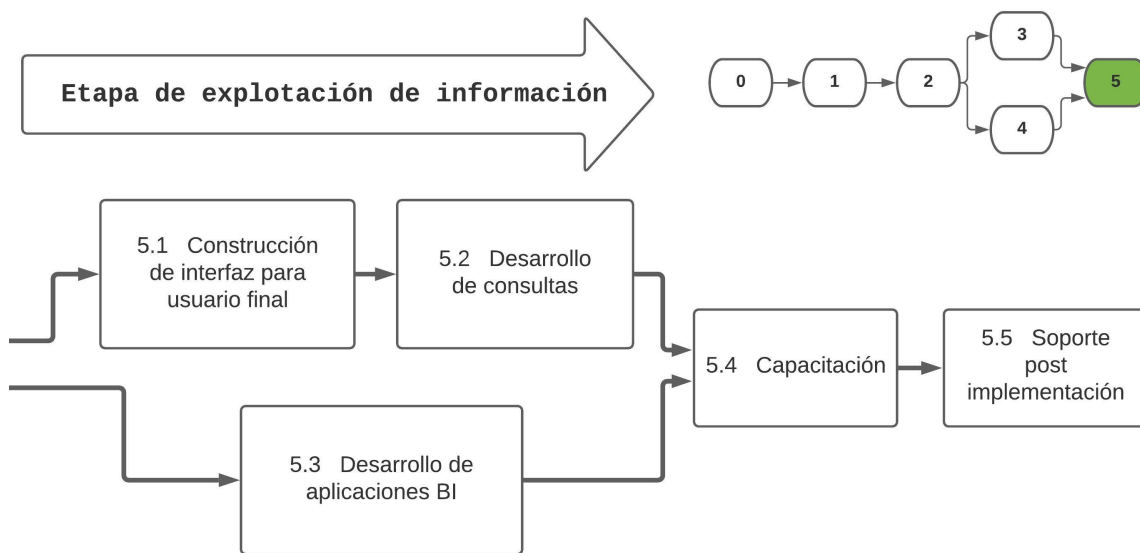 Etapa de explotación de información
0
1
2
3
4
5
5.1 Construcción
de interfaz para
usuario final
5.2 Desarrollo
de consultas
5.3 Desarrollo de
aplicaciones BI
5.4 Capacitación
5.5 Soporte
post
implementación